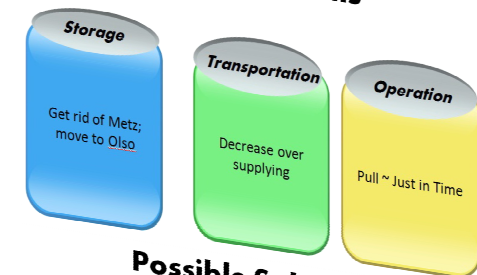 Storage
Transportation
Operation
Get rid of Metz;
move to Olso
Decrease over
supplying
Pull ~ Just in Time
Possible